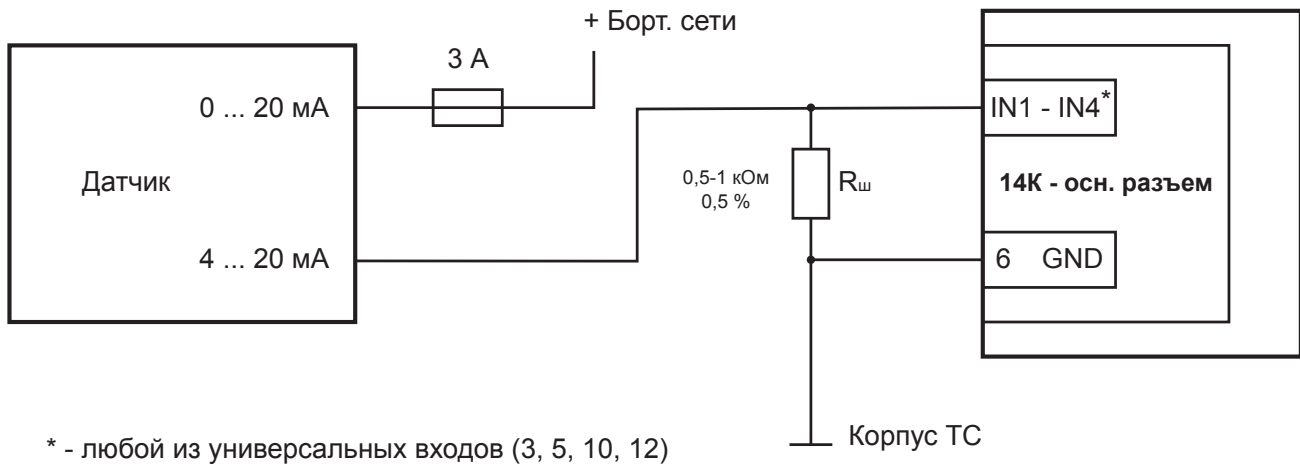 + Борт. сети
3 А
0 ... 20 мА
IN1 - IN4*
Датчик
0,5-1 кОм
0,5 %
Rш
14К - осн. разъем
4 ... 20 мА
6 GND
Корпус ТС
* - любой из универсальных входов (3, 5, 10, 12)